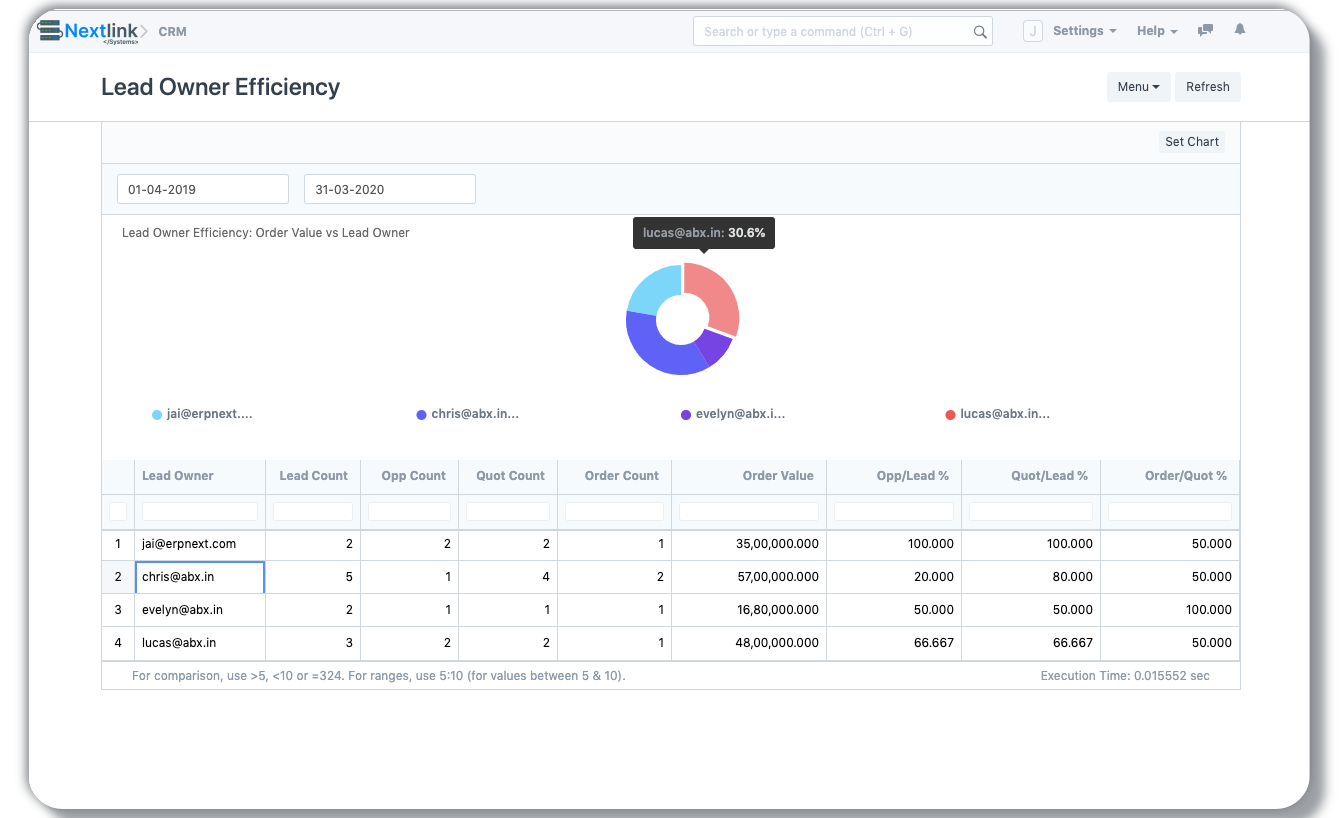 Nextlink CRM
</Systems>
Search or type a command (Ctrl + G)
J Settings Help
Lead Owner Efficiency
Menu Refresh
Set Chart
01-04-2019 31-03-2020
Lead Owner Efficiency: Order Value vs Lead Owner
lucas@abx.in: 30.6%
jai@erpnext.... chris@abx.in... evelyn@abx.i... lucas@abx.in...
Lead Owner Lead Count Opp Count Quot Count Order Count Order Value Opp/Lead % Quot/Lead % Order/Quot %
1 jai@erpnext.com 2 2 2 1 35,00,000.000 100.000 100.000 50.000
2 chris@abx.in 5 1 4 2 57,00,000.000 20.000 80.000 50.000
3 evelyn@abx.in 2 1 1 1 16,80,000.000 50.000 50.000 100.000
4 lucas@abx.in 3 2 2 1 48,00,000.000 66.667 66.667 50.000
For comparison, use >5, <10 or =324. For ranges, use 5:10 (for values between 5 & 10). Execution Time: 0.015552 sec